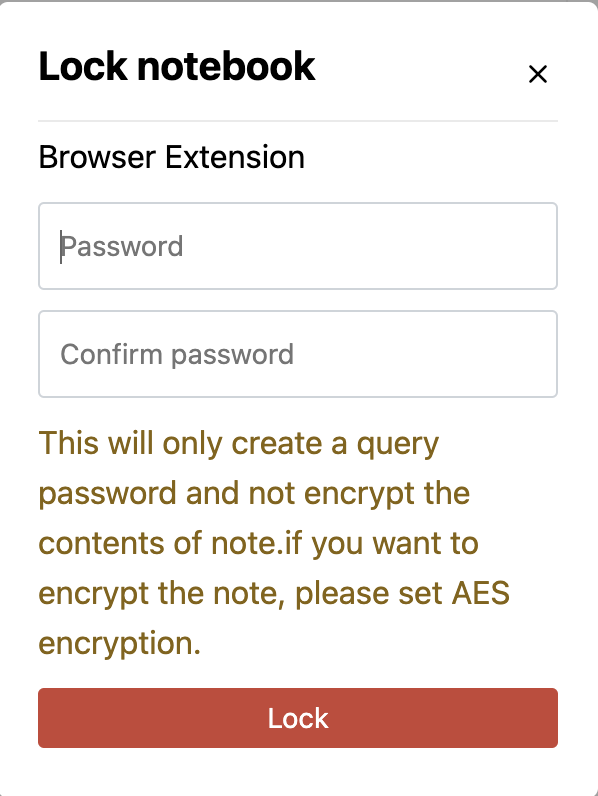 Lock notebook
Browser Extension
Password
Confirm password
This will only create a query
password and not encrypt the
contents of note.if you want to
encrypt the note, please set AES
encryption.
Lock